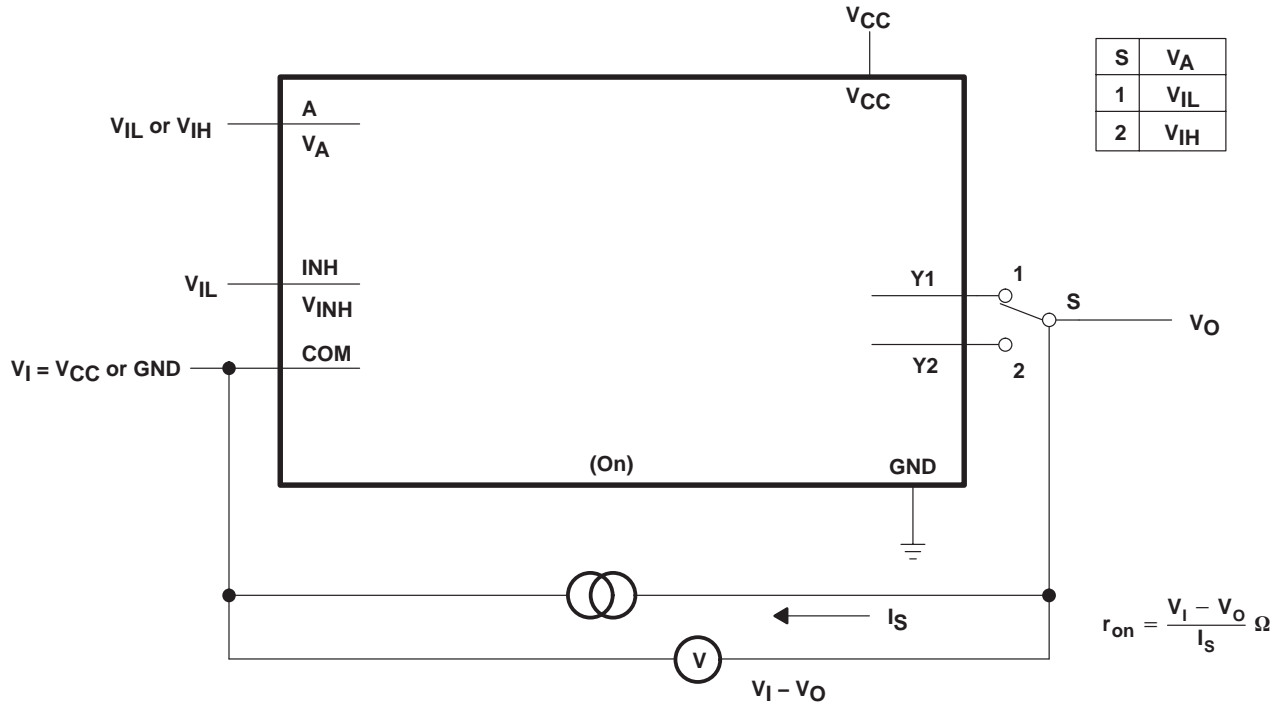 VCC
S VA
1 VIL
2 VIH
VCC
A
VIL or VIH
VA
INH
VIL
VINH
Y1
1
S
VO
COM
VI = VCC or GND
Y2
2
(On)
GND
IS
ron = VI – VO / IS Ω
V
VI – VO